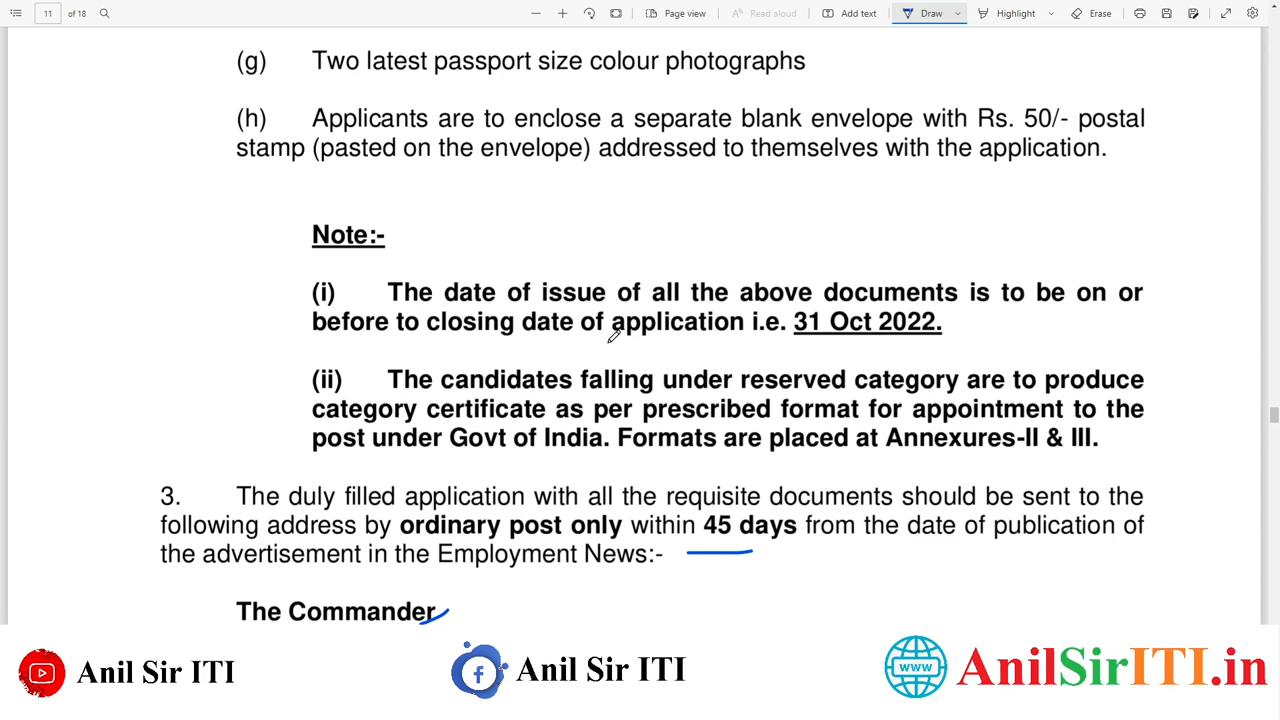 11 of 18 Page view Read aloud Add text Draw Highlight Erase
(g) Two latest passport size colour photographs
(h) Applicants are to enclose a separate blank envelope with Rs. 50/- postal
stamp (pasted on the envelope) addressed to themselves with the application.
Note:-
(i) The date of issue of all the above documents is to be on or
before to closing date of application i.e. 31 Oct 2022.
(ii) The candidates falling under reserved category are to produce
category certificate as per prescribed format for appointment to the
post under Govt of India. Formats are placed at Annexures-II & III.
3. The duly filled application with all the requisite documents should be sent to the
following address by ordinary post only within 45 days from the date of publication of
the advertisement in the Employment News:-
The Commander
Anil Sir ITI Anil Sir ITI www AnilSirITI.in